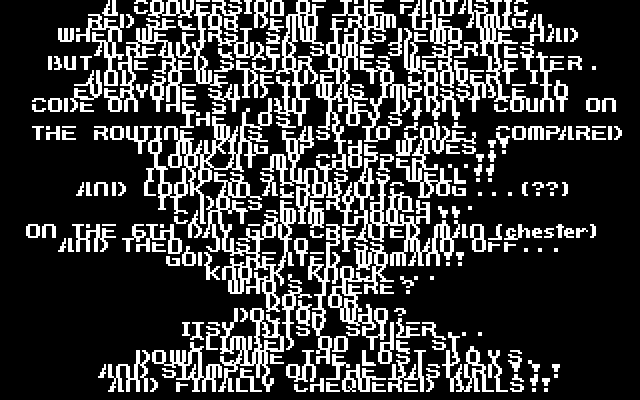 A CONVERSION OF THE FANTASTIC
RED SECTOR DEMO FROM THE AMIGA.
WHEN WE FIRST SAW THIS DEMO WE HAD
ALREADY CODED SOME 3D SPRITES.
BUT THE RED SECTOR ONES WERE BETTER.
AND SO WE DECIDED TO CONVERT IT
EVERYONE SAID IT WAS IMPOSSIBLE TO
CODE ON THE ST. BUT THEY DIDN'T COUNT ON
THE LOST BOYS!!!
THE ROUTINE WAS EASY TO CODE, COMPARED
TO MAKING UP THE WAVES!!
LOOK AT MY CHOPPER...!!
IT DOES STUNTS AS WELL!!
AND LOOK AN ACROBATIC DOG...(??)
IT DOES EVERYTHING...
CAN'T SWIM THOUGH!!
ON THE 6TH DAY GOD CREATED MAN(chester)
AND THEN, JUST TO PISS MAN OFF...
GOD CREATED WOMAN!!
KNOCK KNOCK...
WHO'S THERE?
DOCTOR.
DOCTOR WHO?
ITSY BITSY SPIDER...
CLIMBED ON THE ST.
DOWN CAME THE LOST BOYS.
AND STAMPED ON THE BASTARD!!!
AND FINALLY CHEQUERED BALLS!!